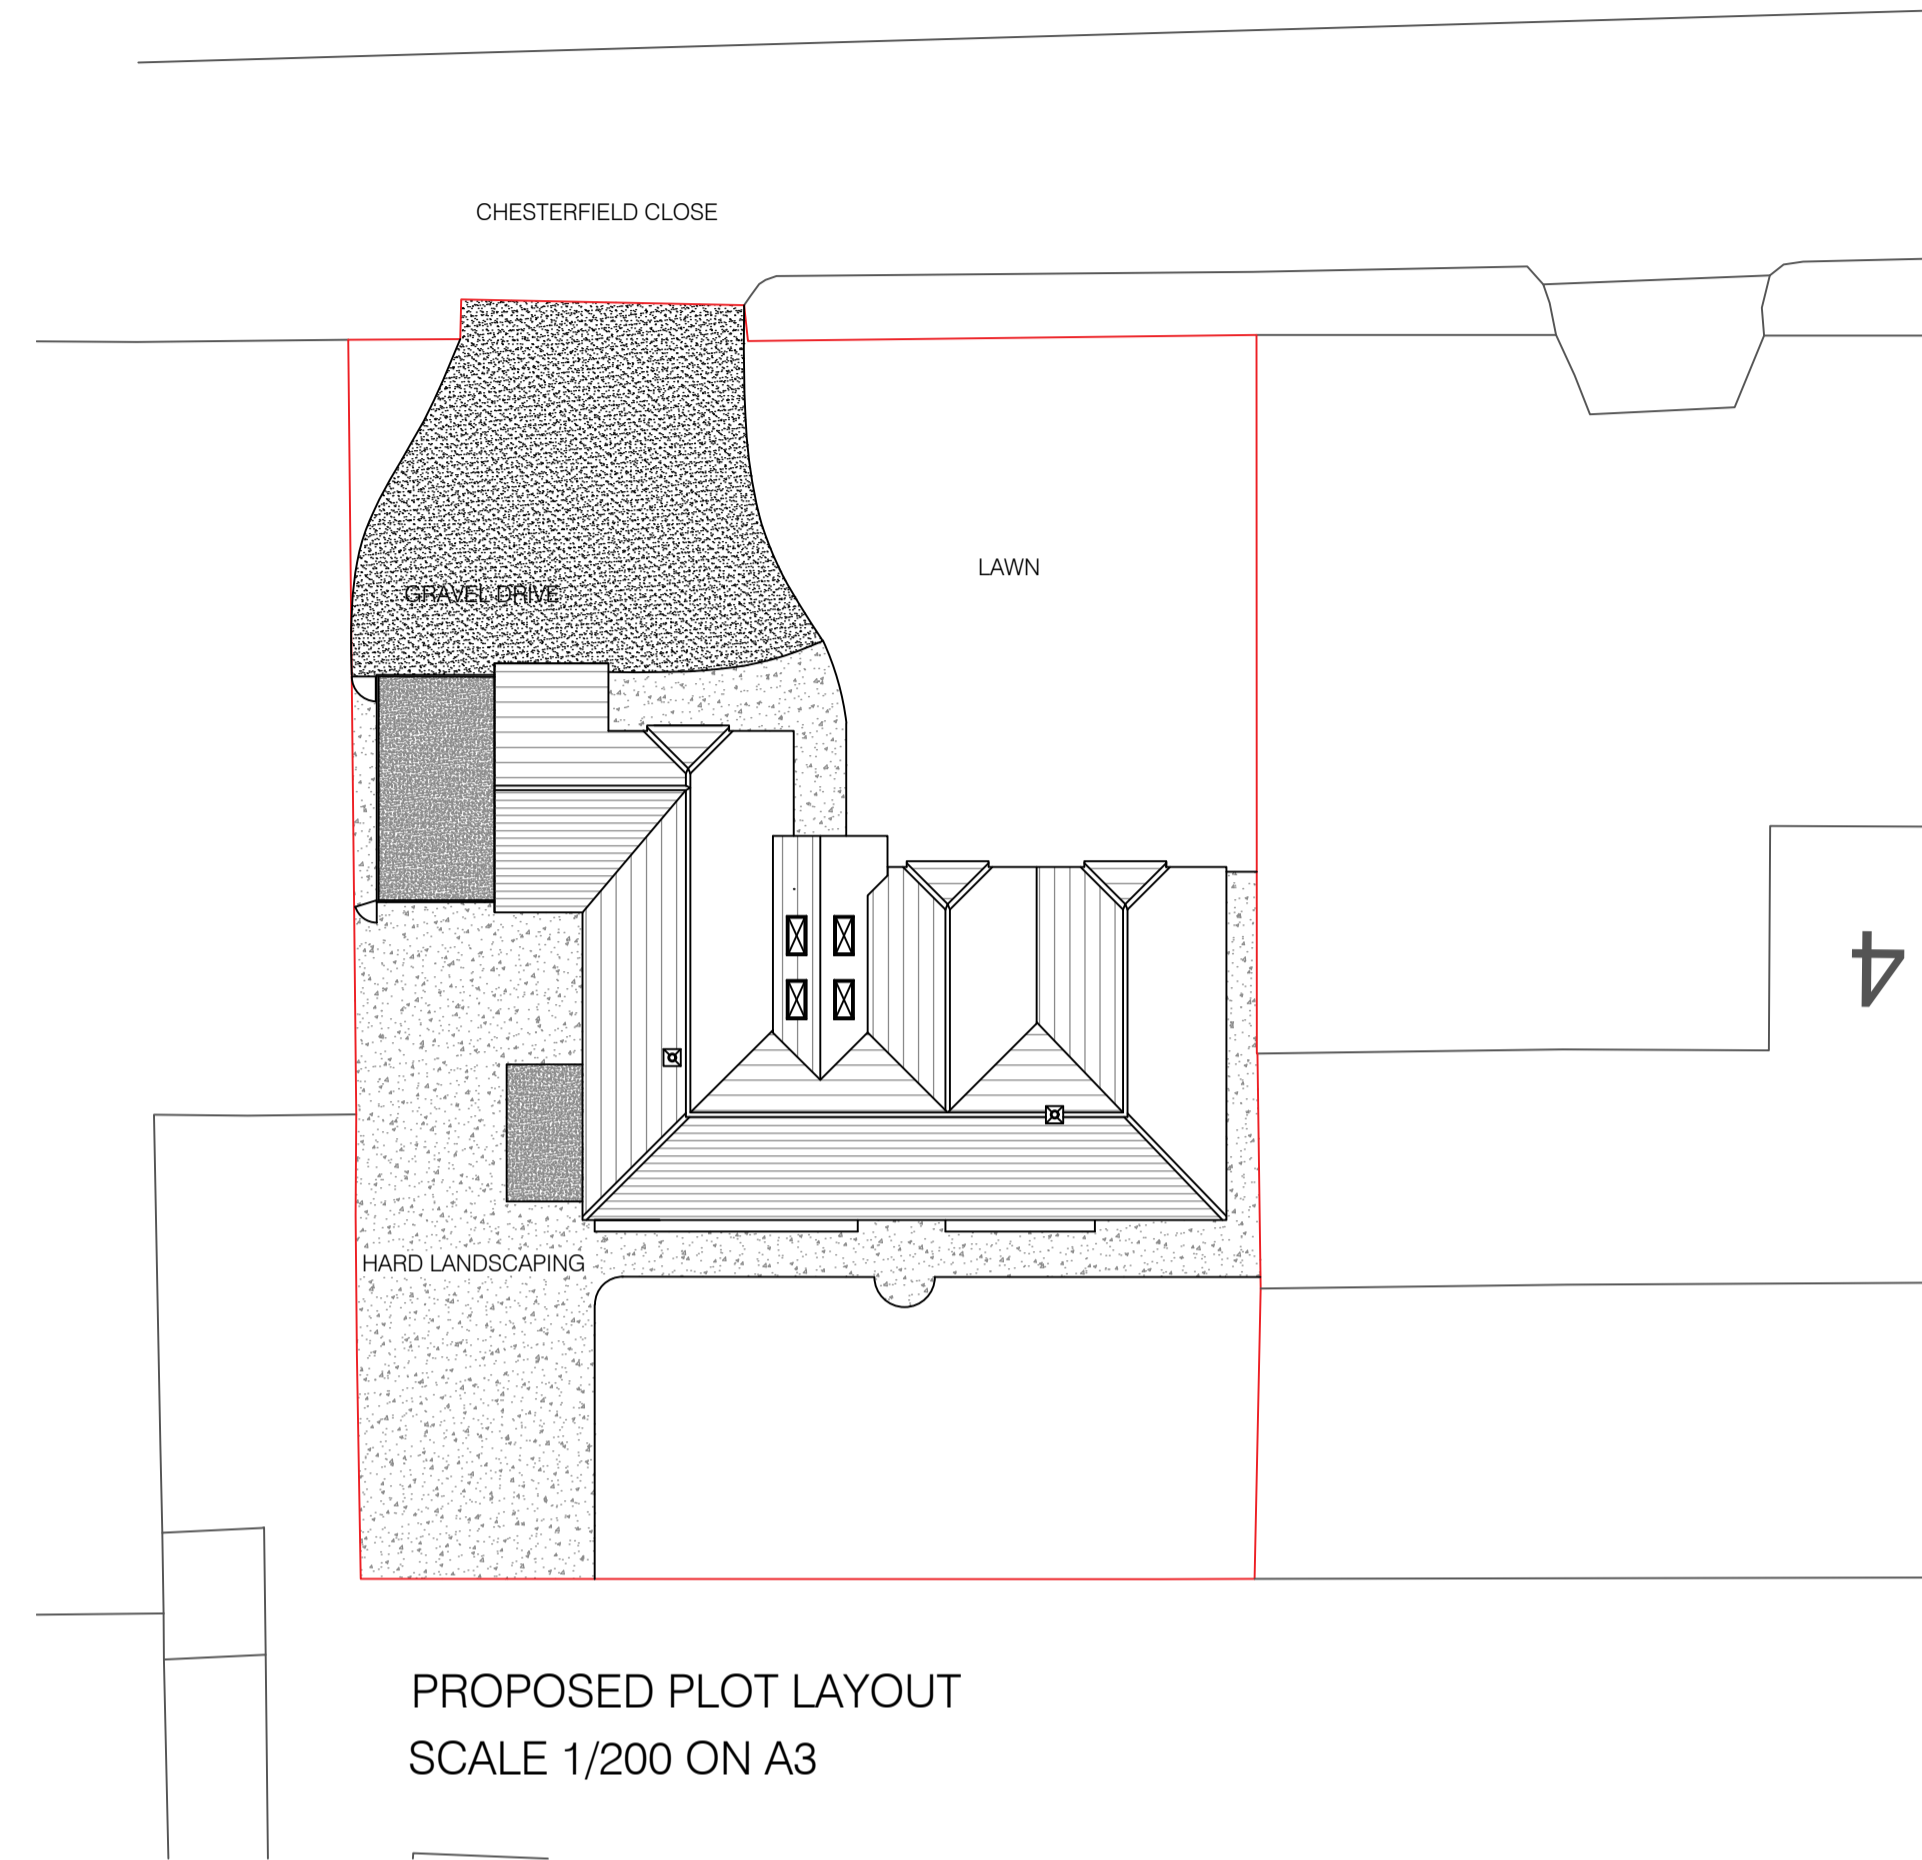 CHESTERFIELD CLOSE
LAWN
GRAVEL DRIVE
4
HARD LANDSCAPING
PROPOSED PLOT LAYOUT
SCALE 1/200 ON A3